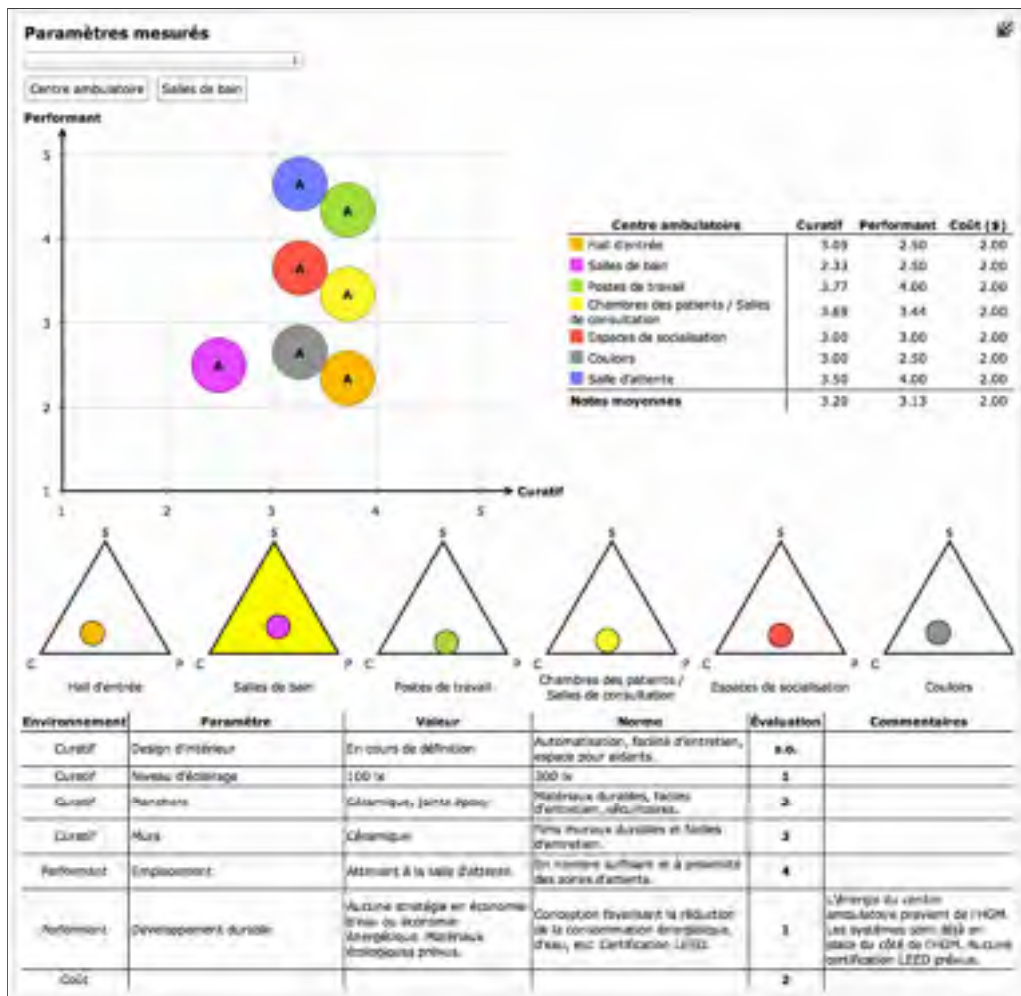 Paramètres mesurés
Centre ambulatoire Salles de bain
Performant
5
A
A
4
A
A
3
A
A
A
2
1
Curatif
1 2 3 4 5
Centre ambulatoire Curatif Performant Coût ($)
Hall d'entrée 3.09 2.50 2.00
Salles de bain 2.33 2.50 2.00
Postes de travail 3.77 4.00 2.00
Chambres des patients / Salles
de consultation 3.69 3.44 2.00
Espaces de socialisation 3.00 3.00 2.00
Couloirs 3.00 2.50 2.00
Salle d'attente 3.50 4.00 2.00
Notes moyennes 3.20 3.13 2.00
S S S S S S
C P C P C P C P C P C
Hall d'entrée
Salles de bain
Postes de travail
Chambres des patients /
Salles de consultation
Espaces de socialisation
Couloirs
Environnement Paramètre Valeur Norme Évaluation Commentaires
Curatif Design d'intérieur En cours de définition Automatisation, facilité d'entretien,
espace pour aidants. s.o.
Curatif Niveau d'éclairage 100 lx 300 lx 1
Curatif Planchers Céramique, joints époxy Matériaux durables, faciles
d'entretien, sécuritaires.
Curatif Murs Céramique Finis muraux durables et faciles
d'entretien. 3
Performant Emplacement Attenant à la salle d'attente. En nombre suffisant et à proximité
des zones d'attente. 4
Performant Développement durable Aucune stratégie en économie
d'eau ou économie
énergétique. Matériaux
écologiques prévus.
Conception favorisant la réduction
de la consommation énergétique,
d'eau, etc. Certification LEED.
1
L'énergie du centre
ambulatoire provient de l'HGM.
Les systèmes sont déjà en
place du côté de l'HGM. Aucune
certification LEED prévue.
Coût 2